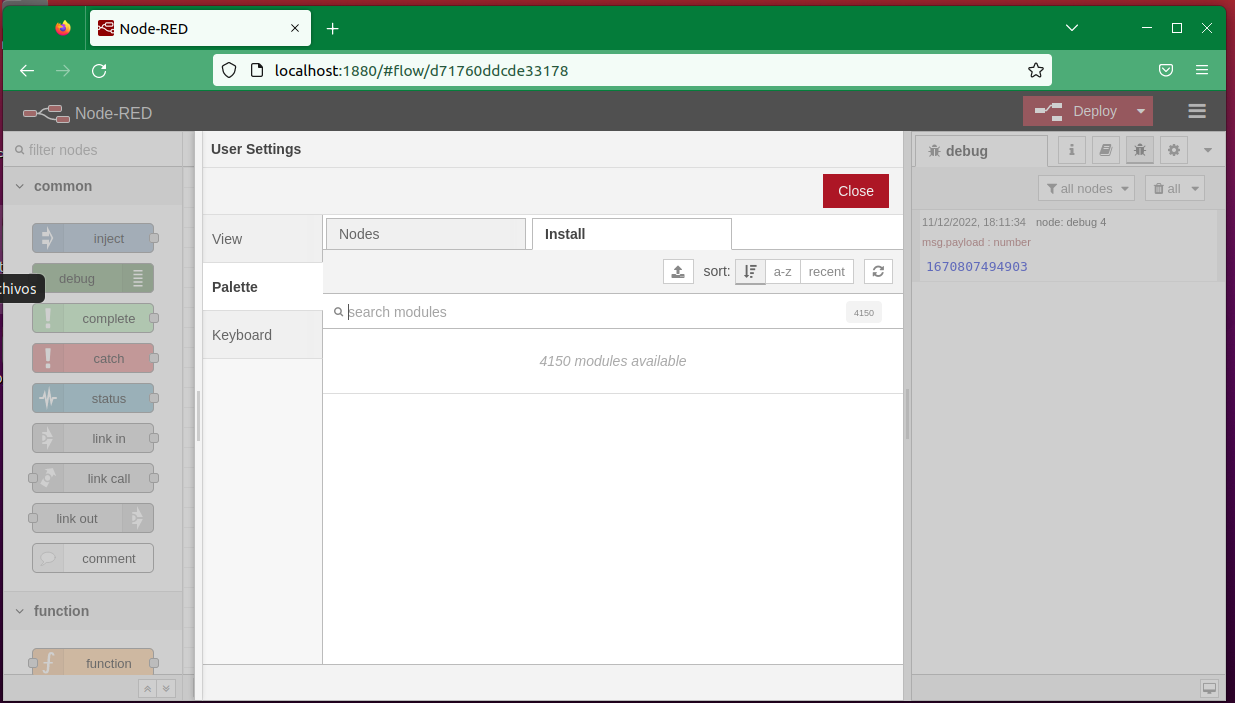 Node-RED
localhost:1880/#flow/d71760ddcde33178
Node-RED
Deploy
filter nodes
common
inject
debug
chivos
complete
catch
status
link in
link call
link out
comment
function
function
User Settings
Close
View
Palette
Keyboard
Nodes
Install
sort:
a-z
recent
search modules
4150
4150 modules available
debug
i
all nodes
all
11/12/2022, 18:11:34 node: debug 4
msg.payload : number
1670807494903